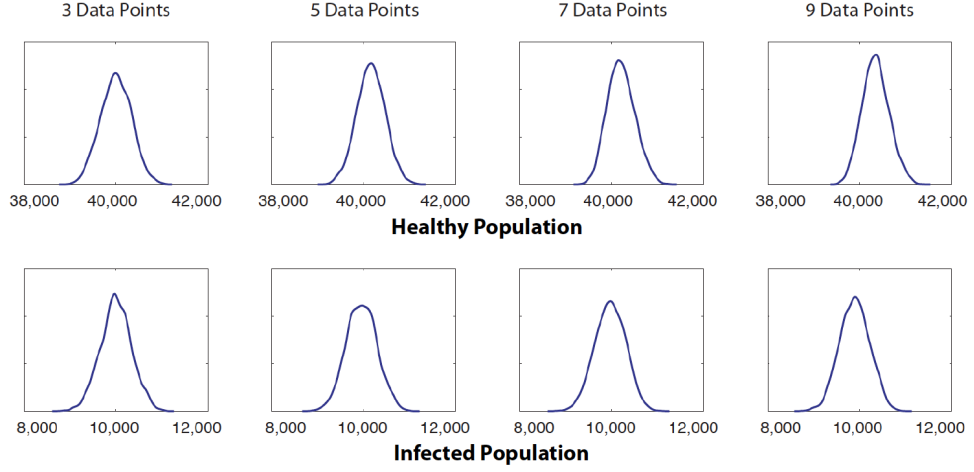 3 Data Points 5 Data Points 7 Data Points 9 Data Points
38,000 40,000 42,000 38,000 40,000 42,000 38,000 40,000 42,000 38,000 40,000 42,000
Healthy Population
8,000 10,000 12,000 8,000 10,000 12,000 8,000 10,000 12,000 8,000 10,000 12,000
Infected Population